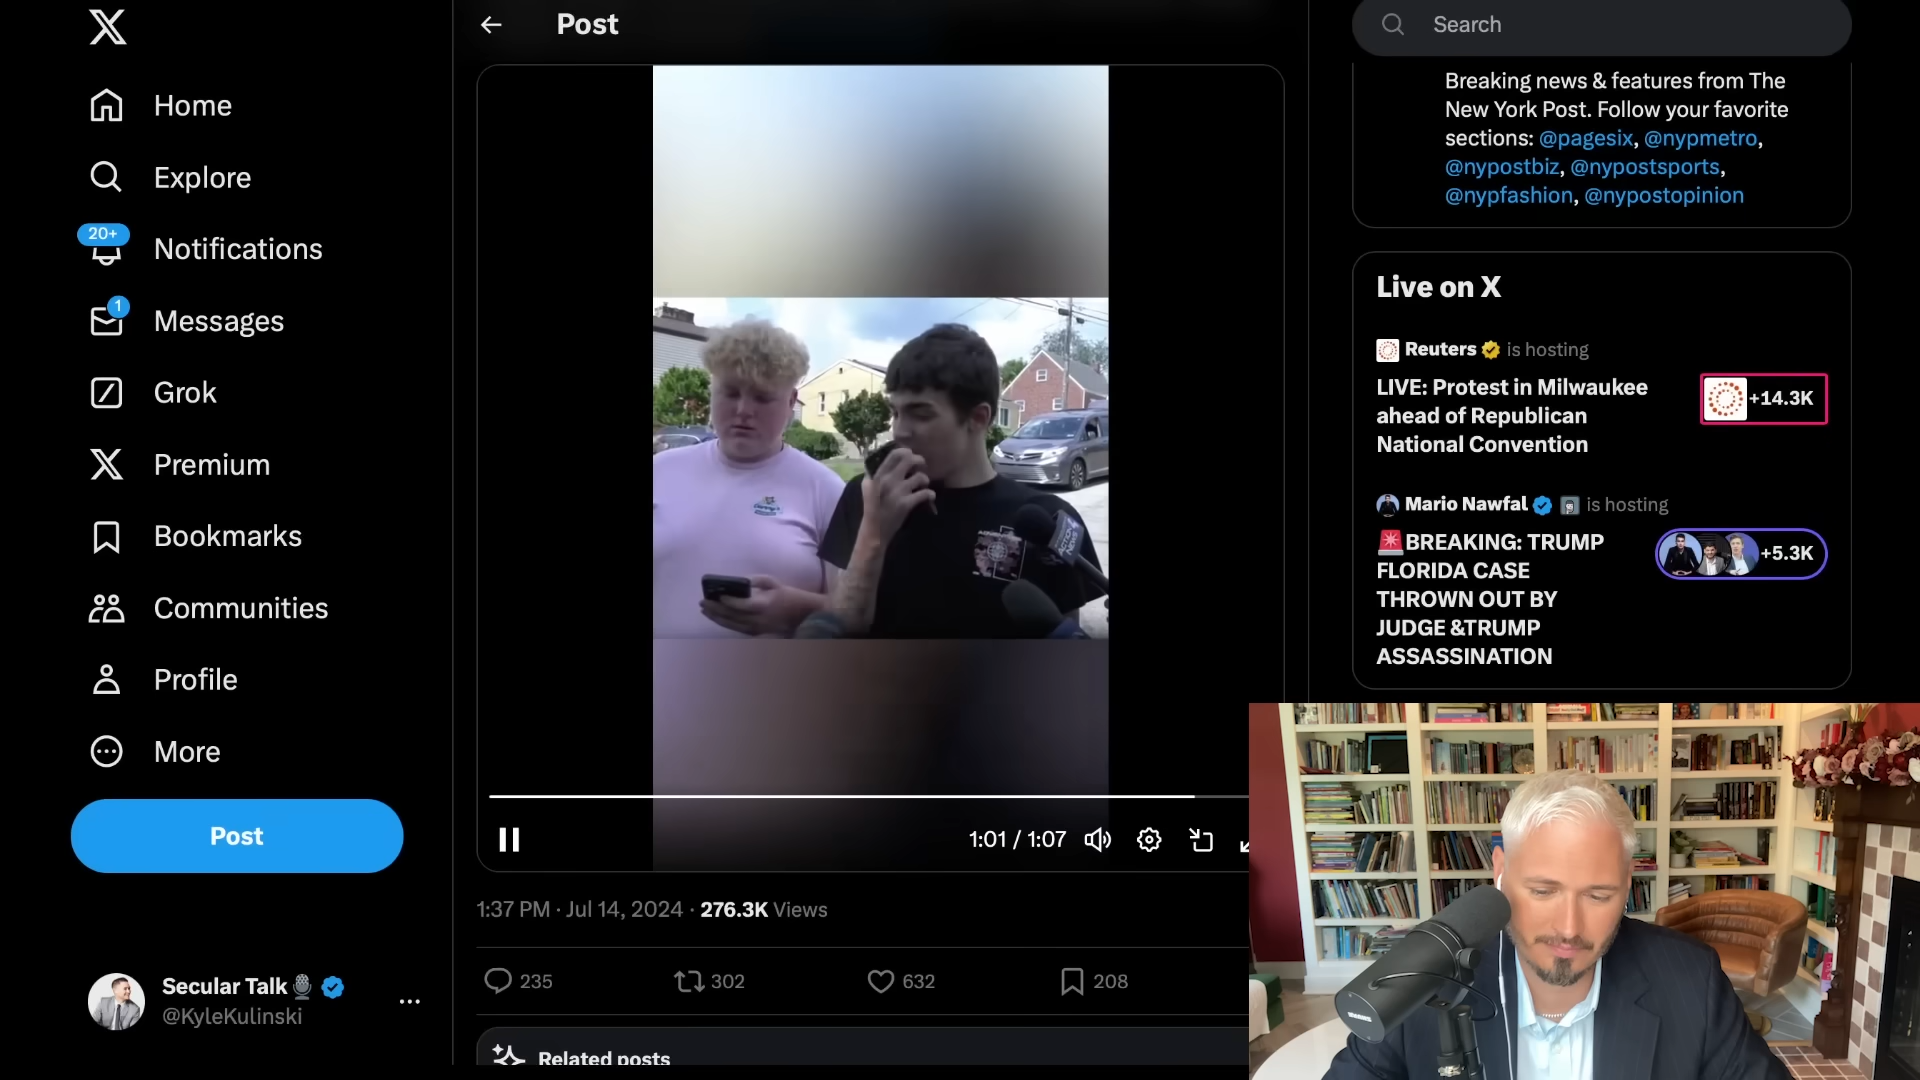 Home
Explore
20+
Notifications
1
Messages
Grok
Premium
Bookmarks
Communities
Profile
More
Post
Secular Talk
@KyleKulinski
Post
1:01 / 1:07
1:37 PM · Jul 14, 2024 · 276.3K Views
235
302
632
208
Related posts
Search
Breaking news & features from The
New York Post. Follow your favorite
sections: @pagesix, @nypmetro,
@nypostbiz, @nypostsports,
@nypfashion, @nypostopinion
Live on X
Reuters is hosting
LIVE: Protest in Milwaukee
ahead of Republican
National Convention
+14.3K
Mario Nawfal is hosting
BREAKING: TRUMP
FLORIDA CASE
THROWN OUT BY
JUDGE &TRUMP
ASSASSINATION
+5.3K